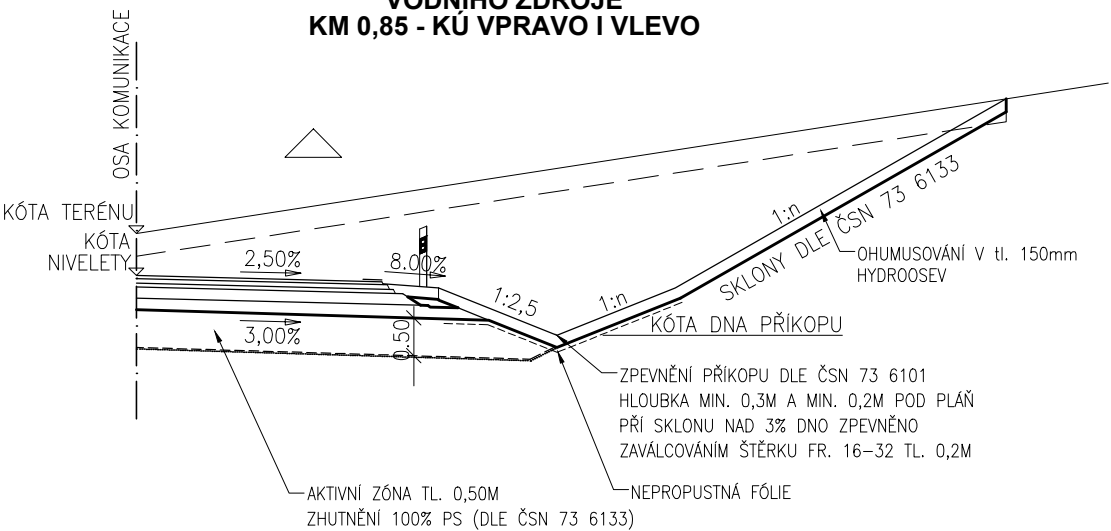 VODNÍHO ZDROJE
KM 0,85 - KÚ VPRAVO I VLEVO
OSA KOMUNIKACE
KÓTA TERÉNU
KÓTA
NIVELETY
2,50%
8.00%
1:2,5
1:n
1:n
SKLONY DLE ČSN 73 6133
OHUMUSOVÁNÍ V tl. 150mm
HYDROOSEV
3,00%
0.50
KÓTA DNA PŘÍKOPU
ZPEVNĚNÍ PŘÍKOPU DLE ČSN 73 6101
HLOUBKA MIN. 0,3M A MIN. 0,2M POD PLÁŇ
PŘÍ SKLONU NAD 3% DNO ZPEVNĚNO
ZAVÁLCOVÁNÍM ŠTĚRKU FR. 16-32 TL. 0,2M
NEPROPUSTNÁ FÓLIE
AKTIVNÍ ZÓNA TL. 0,50M
ZHUTNĚNÍ 100% PS (DLE ČSN 73 6133)